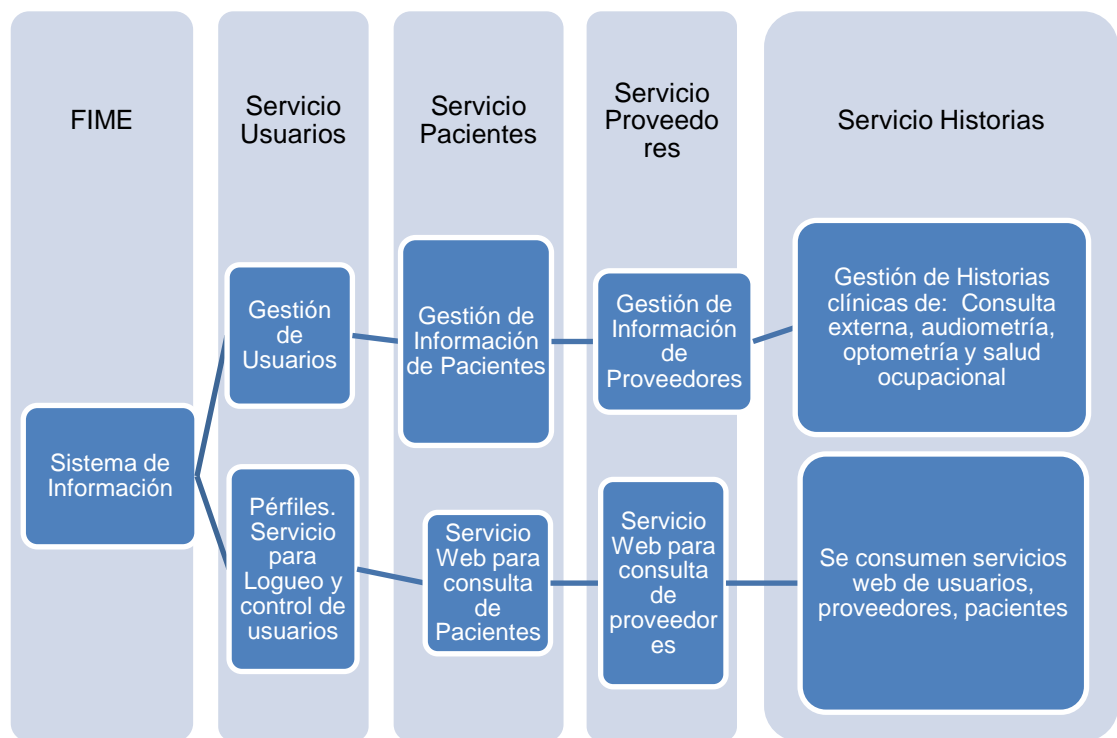 FIME
Servicio
Usuarios
Servicio
Pacientes
Servicio
Proveedo
res
Servicio Historias
Sistema de
Información
Gestión
de
Usuarios
Gestión de
Información
de Pacientes
Gestión de
Información
de
Proveedores
Gestión de Historias
clínicas de:  Consulta
externa, audiometría,
optometría y salud
ocupacional
Pérfiles.
Servicio
para
Logueo y
control de
usuarios
Servicio
Web para
consulta
de
Pacientes
Servicio
Web para
consulta
de
proveedor
es
Se consumen servicios
web de usuarios,
proveedores, pacientes